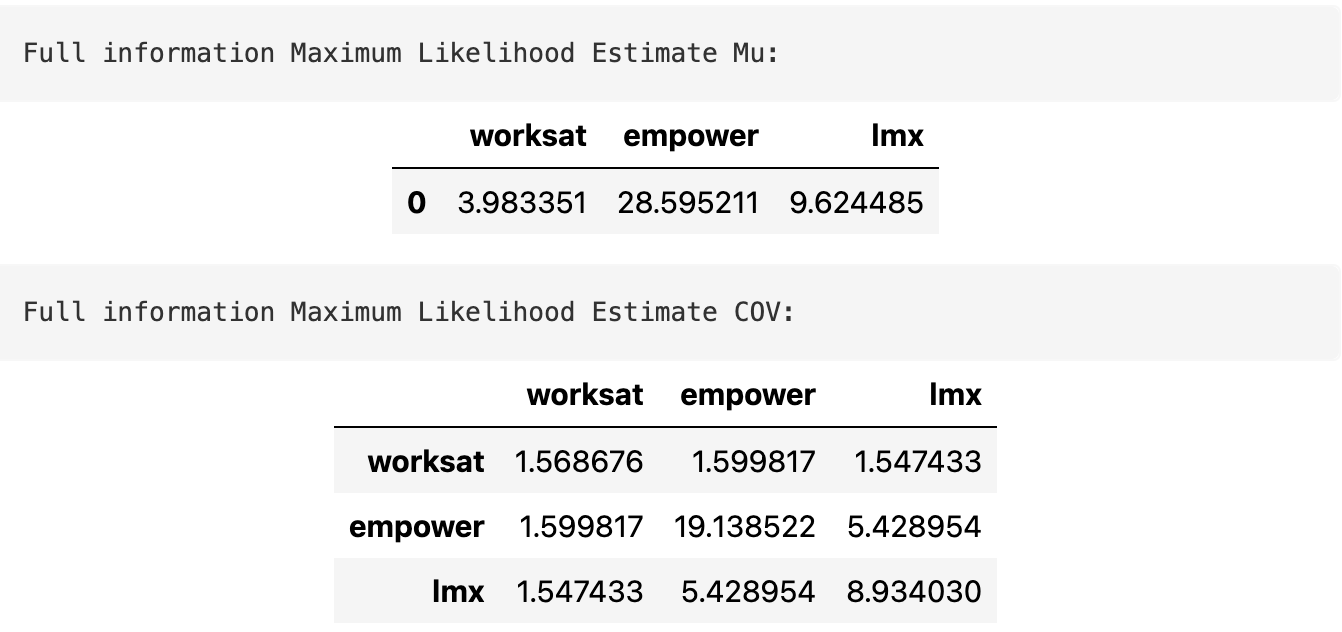 Full information Maximum Likelihood Estimate Mu:
worksat empower lmx
0 3.983351 28.595211 9.624485
Full information Maximum Likelihood Estimate COV:
worksat empower lmx
worksat 1.568676 1.599817 1.547433
empower 1.599817 19.138522 5.428954
lmx 1.547433 5.428954 8.934030